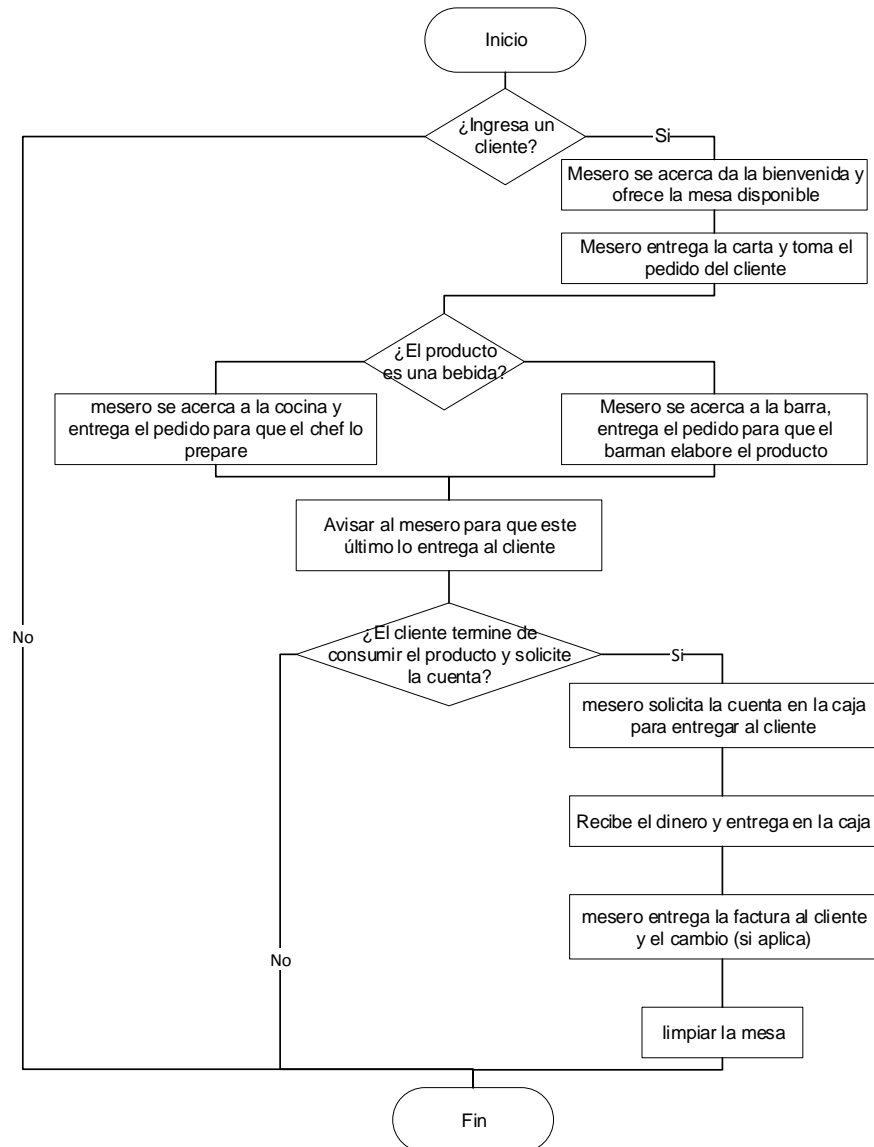 Inicio
¿Ingresa un
cliente?
Si
Mesero se acerca da la bienvenida y
ofrece la mesa disponible
Mesero entrega la carta y toma el
pedido del cliente
¿El producto
es una bebida?
mesero se acerca a la cocina y
entrega el pedido para que el chef lo
prepare
Mesero se acerca a la barra,
entrega el pedido para que el
barman elabore el producto
Avisar al mesero para que este
último lo entrega al cliente
No
¿El cliente termine de
consumir el producto y solicite
la cuenta?
Si
mesero solicita la cuenta en la caja
para entregar al cliente
Recibe el dinero y entrega en la caja
mesero entrega la factura al cliente
y el cambio (si aplica)
No
limpiar la mesa
Fin